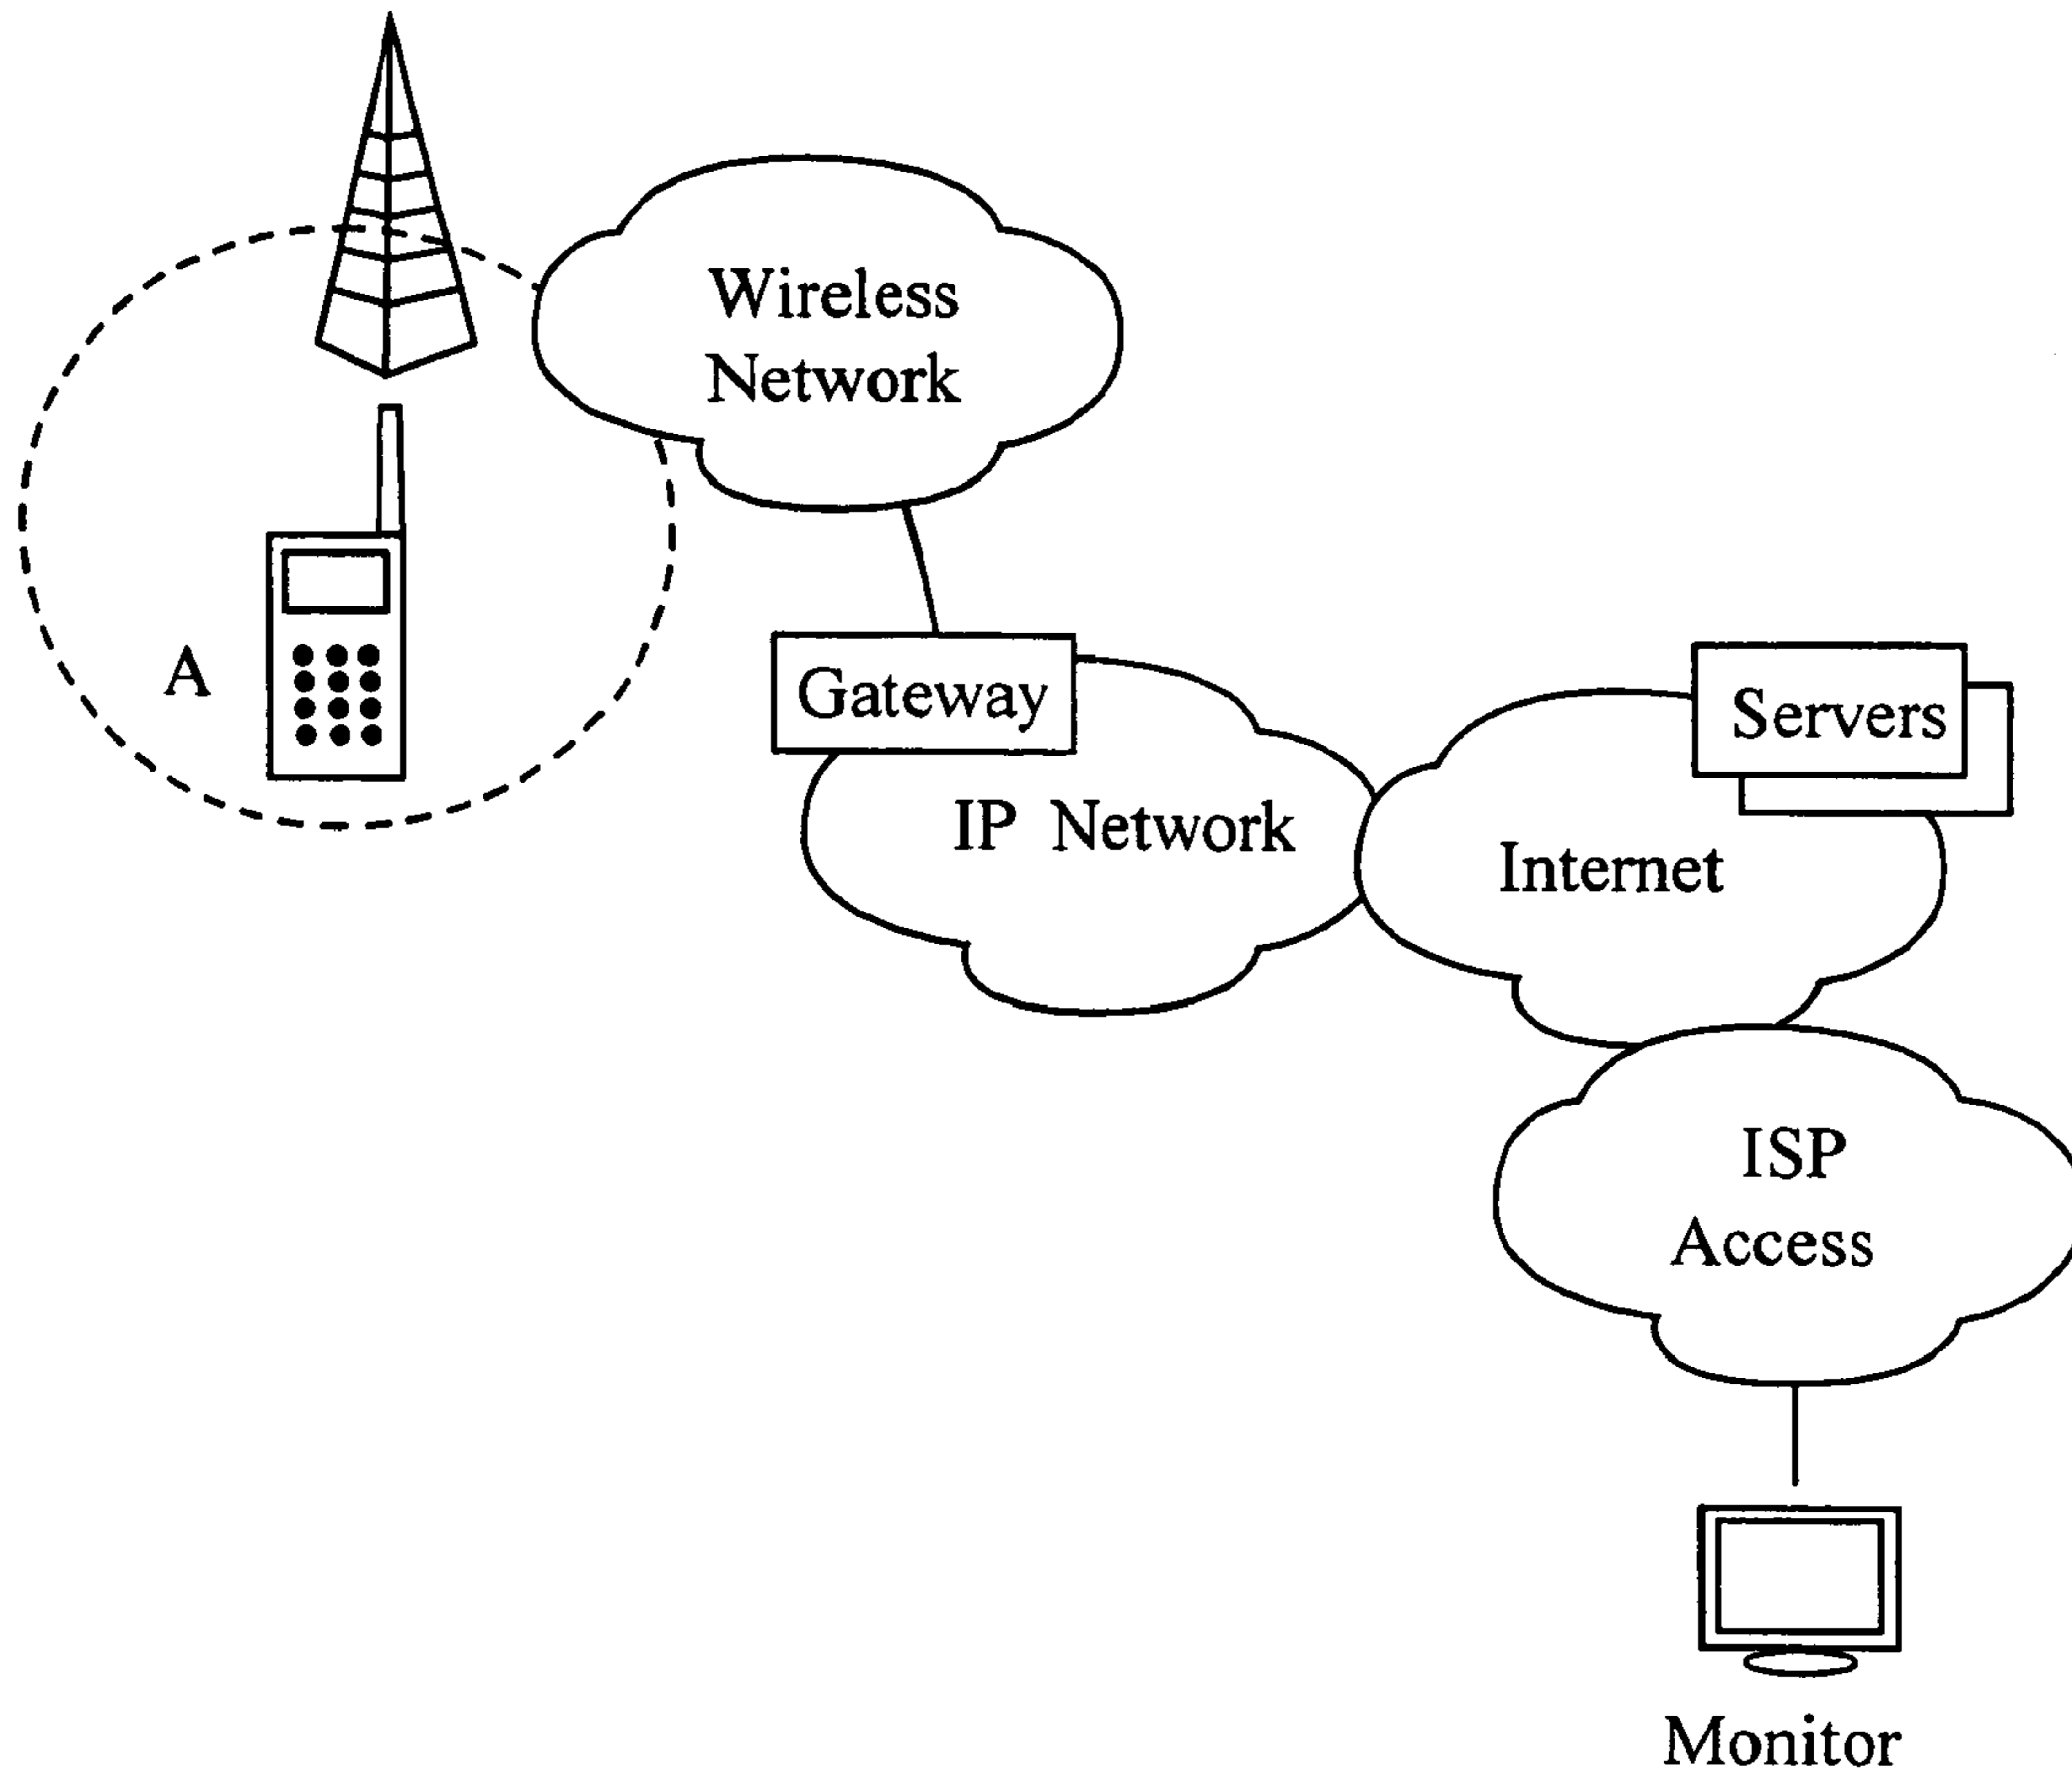 Wireless
Network
A
Gateway
Servers
IP Network
Internet
ISP
Access
Monitor